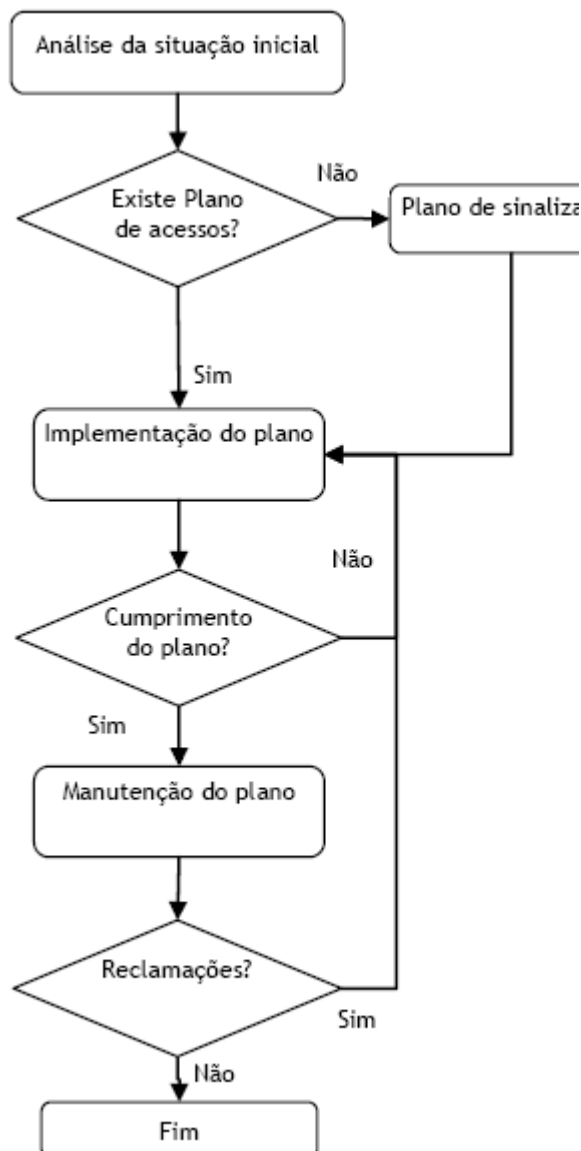 Análise da situação inicial
Existe Plano
de acessos?
Não
Plano de sinaliza
Sim
Implementação do plano
Não
Cumprimento
do plano?
Sim
Manutenção do plano
Reclamações?
Sim
Não
Fim